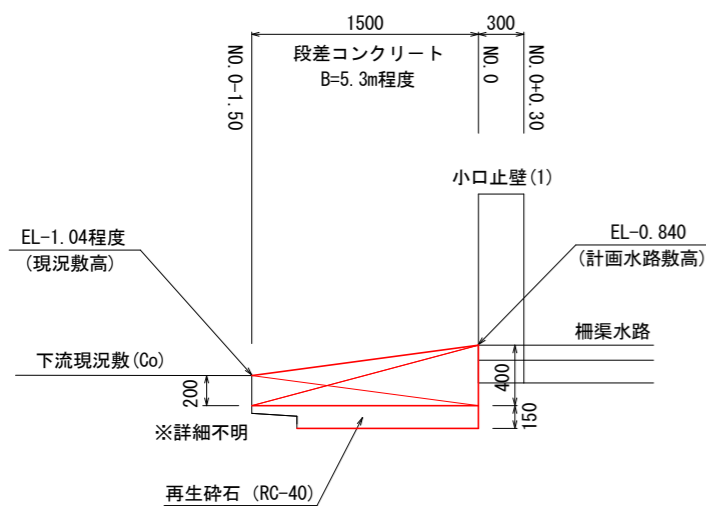 1500
300
段差コンクリート
B=5.3m程度
NO.0-1.50
NO.0
NO.0+0.30
小口止壁(1)
EL-1.04程度
(現況敷高)
EL-0.840
(計画水路敷高)
柵渠水路
下流現況敷(Co)
200
400
150
※詳細不明
再生砕石 (RC-40)